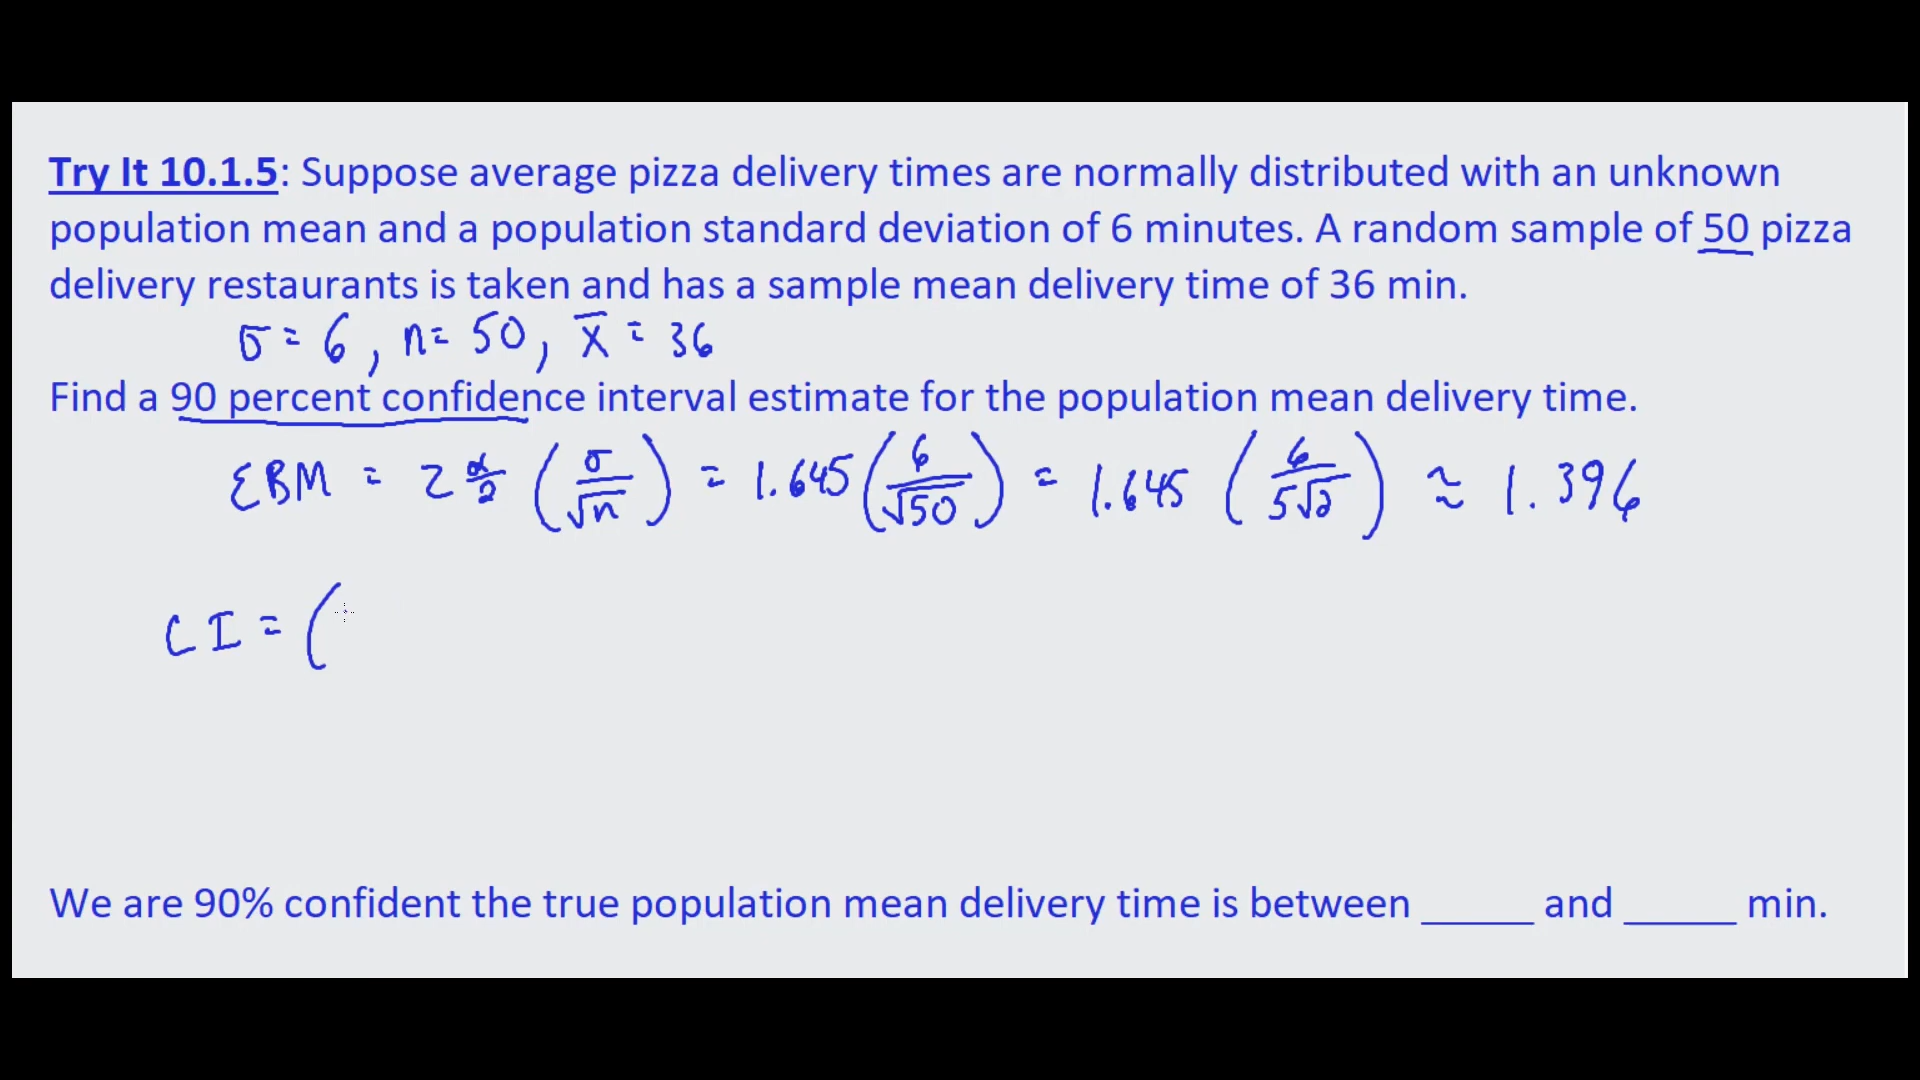 Try It 10.1.5: Suppose average pizza delivery times are normally distributed with an unknown
population mean and a population standard deviation of 6 minutes. A random sample of 50 pizza
delivery restaurants is taken and has a sample mean delivery time of 36 min.
σ = 6, n = 50, x̄ = 36
Find a 90 percent confidence interval estimate for the population mean delivery time.
EBM = z α/2 (σ/√n) = 1.645 (6/√50) = 1.645 (6/5√2) ≈ 1.396
CI = (
We are 90% confident the true population mean delivery time is between ______ and ______ min.